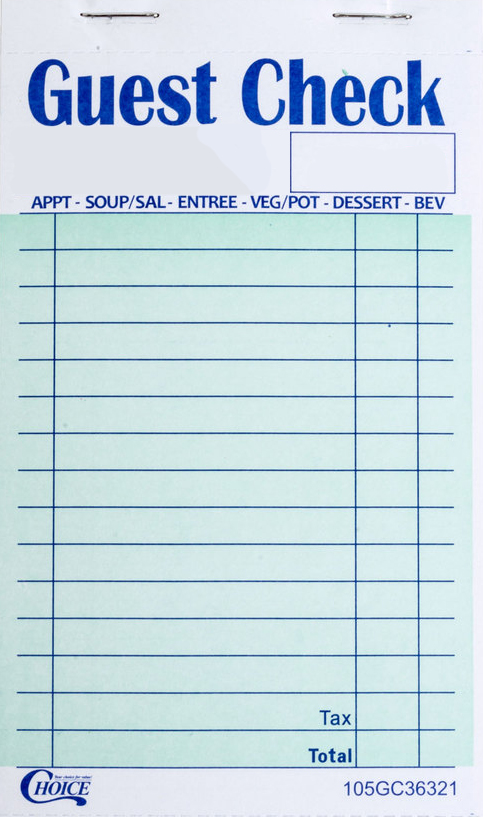 Guest Check
APPT - SOUP/SAL- ENTREE - VEG/POT - DESSERT - BEV
Tax
Total
Your choice for value!
CHOICE
105GC36321